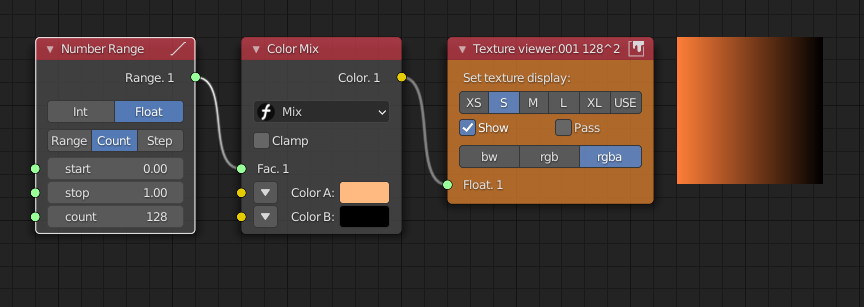 Number Range
Range. 1
Int Float
Range Count Step
start 0.00
stop 1.00
count 128
Color Mix
Color. 1
Mix
Clamp
Fac. 1
Color A:
Color B:
Texture viewer.001 128^2
Set texture display:
XS S M L XL USE
Show Pass
bw rgb rgba
Float. 1